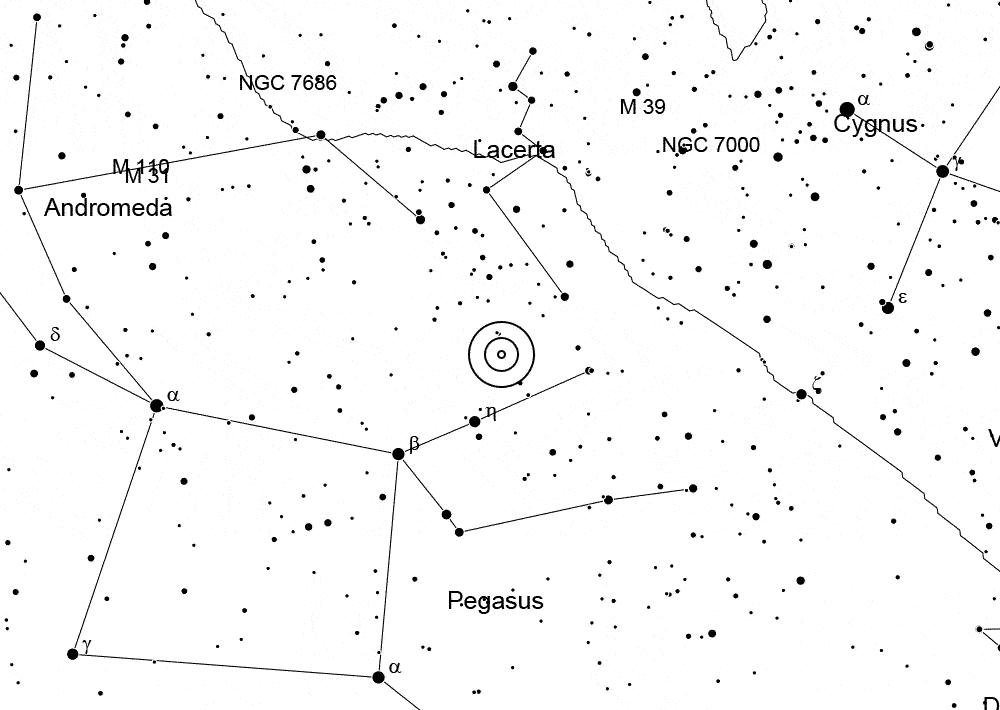 NGC 7686
M 39
α
Cygnus
NGC 7000
Lacerta
γ
M 110
M 31
Andromeda
ε
δ
ζ
α
η
β
V
Pegasus
γ
α
D